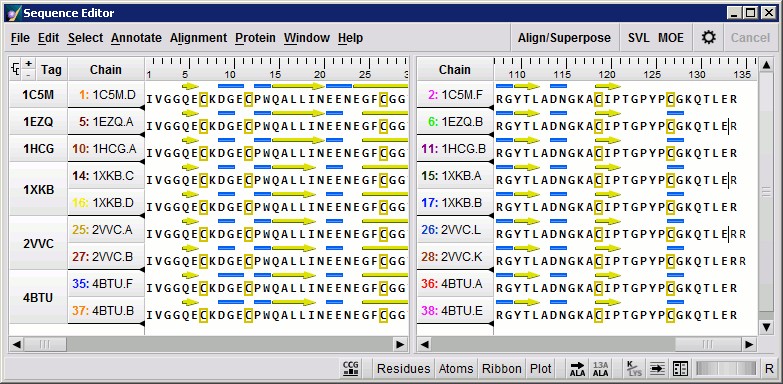 Sequence Editor
File Edit Select Annotate Alignment Protein Window Help Align/Superpose SVL MOE Cancel
+ - Tag Chain 1 5 10 15 20 25 Chain 110 115 120 125 130 135
1C5M 1: 1C5M.D IVGGQECKDGECPWQALLINEENEGFCGG 2: 1C5M.F RGYTLADNGKACIPTGPYPCGKQTLER
1EZQ 5: 1EZQ.A IVGGQECKDGECPWQALLINEENEGFCGG 6: 1EZQ.B RGYTLADNGKACIPTGPYPCGKQTLER
1HCG 10: 1HCG.A IVGGQECKDGECPWQALLINEENEGFCGG 11: 1HCG.B RGYTLADNGKACIPTGPYPCGKQTLER
1XKB 14: 1XKB.C IVGGQECKDGECPWQALLINEENEGFCGG 15: 1XKB.A RGYTLADNGKACIPTGPYPCGKQTLER
16: 1XKB.D IVGGQECKDGECPWQALLINEENEGFCGG 17: 1XKB.B RGYTLADNGKACIPTGPYPCGKQTLER
2VVC 25: 2VVC.A IVGGQECKDGECPWQALLINEENEGFCGG 26: 2VVC.L RGYTLADNGKACIPTGPYPCGKQTLERR
27: 2VVC.B IVGGQECKDGECPWQALLINEENEGFCGG 28: 2VVC.K RGYTLADNGKACIPTGPYPCGKQTLERR
4BTU 35: 4BTU.F IVGGQECKDGECPWQALLINEENEGFCGG 36: 4BTU.A RGYTLADNGKACIPTGPYPCGKQTLER
37: 4BTU.B IVGGQECKDGECPWQALLINEENEGFCGG 38: 4BTU.E RGYTLADNGKACIPTGPYPCGKQTLER
CCG Residues Atoms Ribbon Plot ALA 13A ALA K LYS R